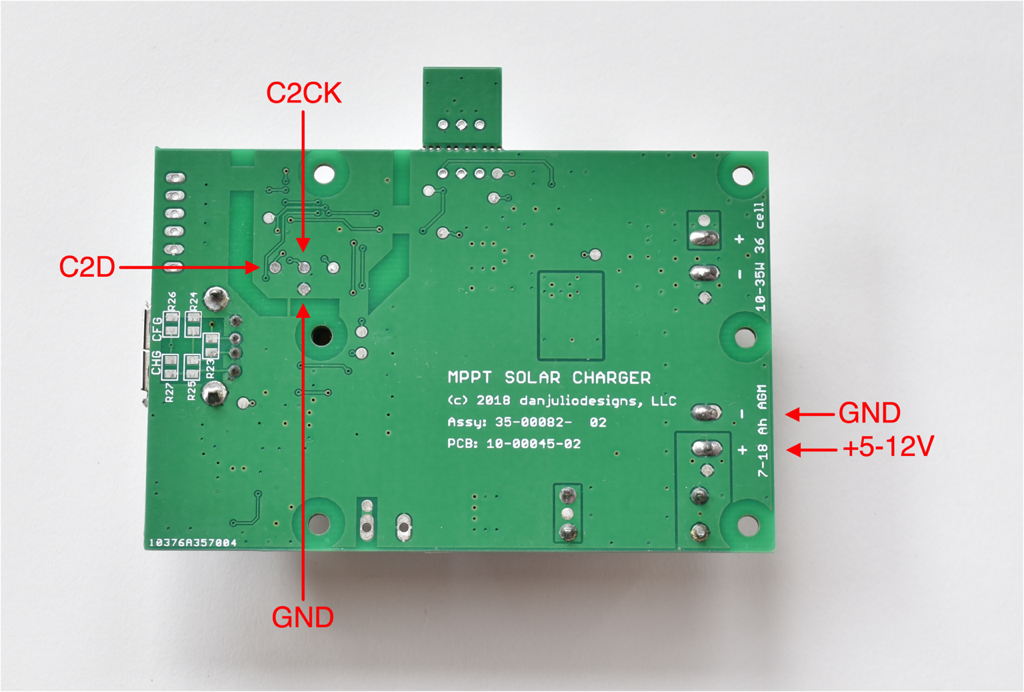 C2CK
C2D
GND
GND
+5-12V
R26
R24
CFG
CHG
R23
R27
R25
+
-
10-35W 36 cell
-
+
7-18 Ah AGM
MPPT SOLAR CHARGER
(c) 2018 danjuliodesigns, LLC
Assy: 35-00082- 02
PCB: 10-00045-02
10376A357004